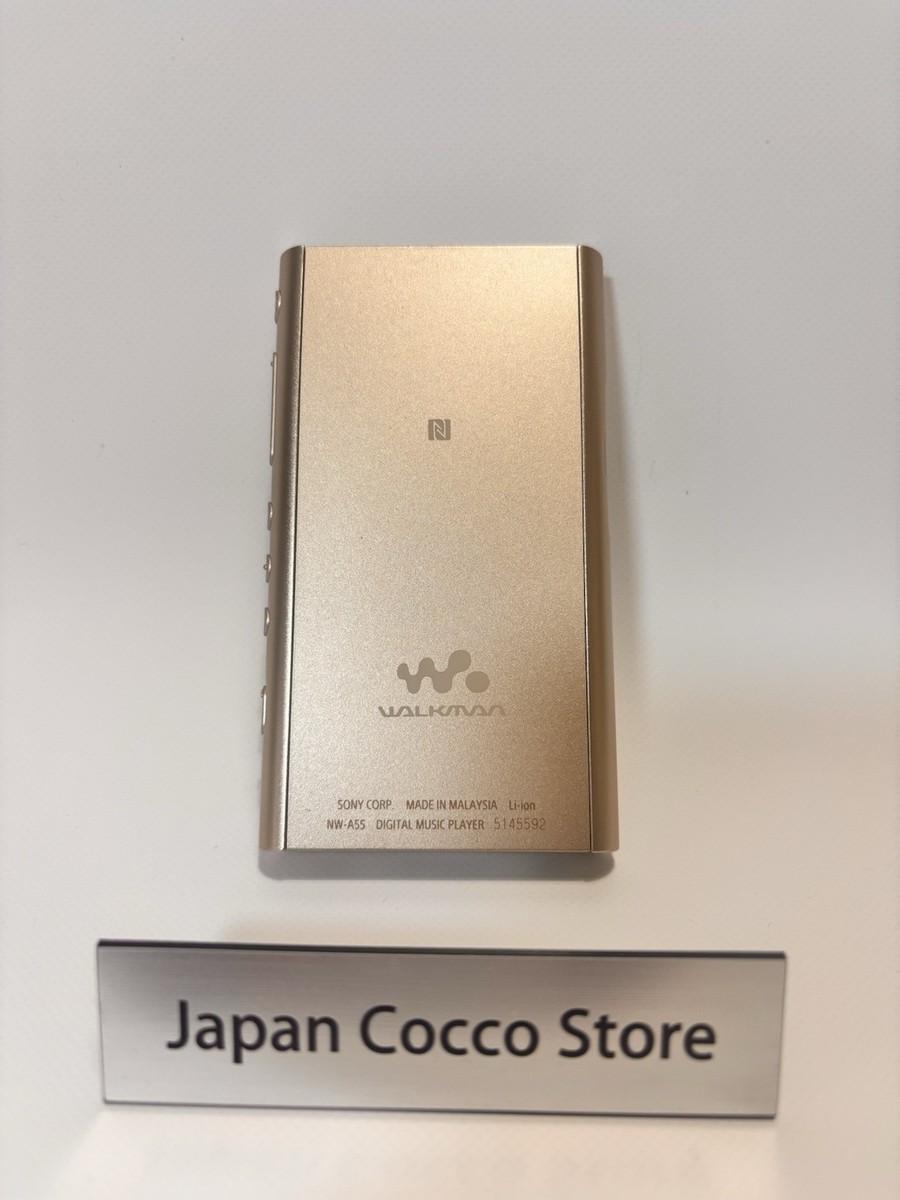 WALKMAN
SONY CORP. MADE IN MALAYSIA Li-ion
NW-A55 DIGITAL MUSIC PLAYER 5145592
Japan Cocco Store